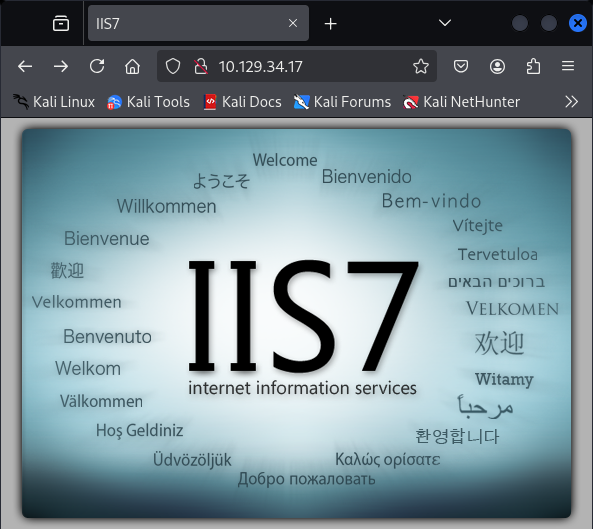 IIS7
10.129.34.17
Kali Linux
Kali Tools
Kali Docs
Kali Forums
Kali NetHunter
Welcome
ようこそ
Bienvenido
Willkommen
Bem-vindo
Bienvenue
Vítejte
歡迎
Tervetuloa
ברוכים הבאים
Velkommen
VELKOMEN
Benvenuto
欢迎
Welkom
Witamy
Välkommen
مرحباً
Hoş Geldiniz
환영합니다
Üdvözöljük
Καλώς ορίσατε
Добро пожаловать
IIS7
internet information services